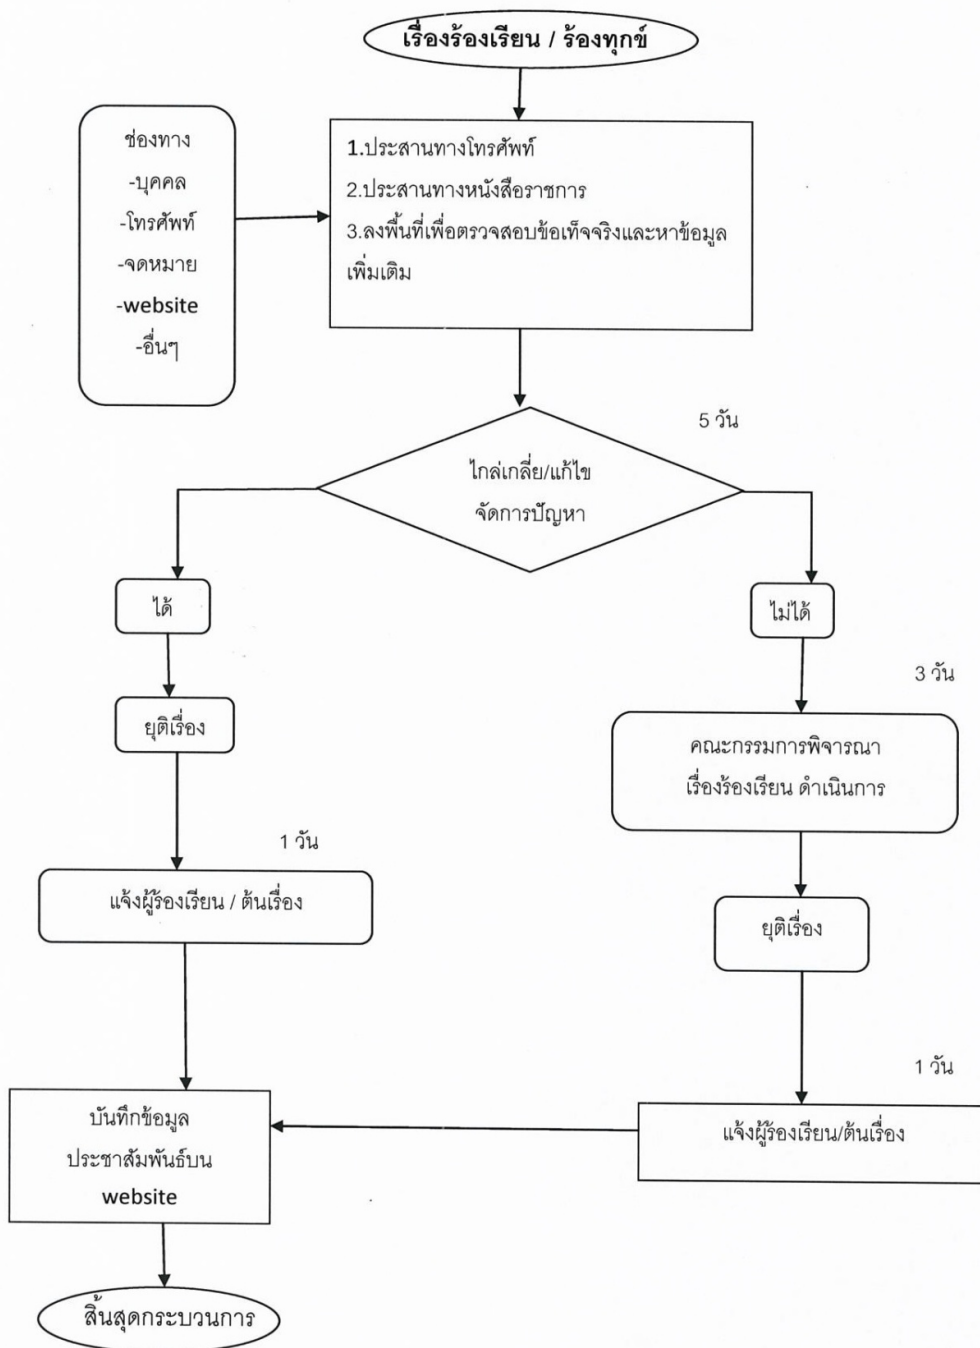 เรื่องร้องเรียน / ร้องทุกข์
ช่องทาง
-บุคคล
-โทรศัพท์
-จดหมาย
-website
-อื่นๆ
1.ประสานทางโทรศัพท์
2.ประสานทางหนังสือราชการ
3.ลงพื้นที่เพื่อตรวจสอบข้อเท็จจริงและหาข้อมูล
เพิ่มเติม
5 วัน
ไกล่เกลี่ย/แก้ไข
จัดการปัญหา
ได้
ไม่ได้
3 วัน
ยุติเรื่อง
คณะกรรมการพิจารณา
เรื่องร้องเรียน ดำเนินการ
1 วัน
แจ้งผู้ร้องเรียน / ต้นเรื่อง
ยุติเรื่อง
1 วัน
แจ้งผู้ร้องเรียน/ต้นเรื่อง
บันทึกข้อมูล
ประชาสัมพันธ์บน
website
สิ้นสุดกระบวนการ